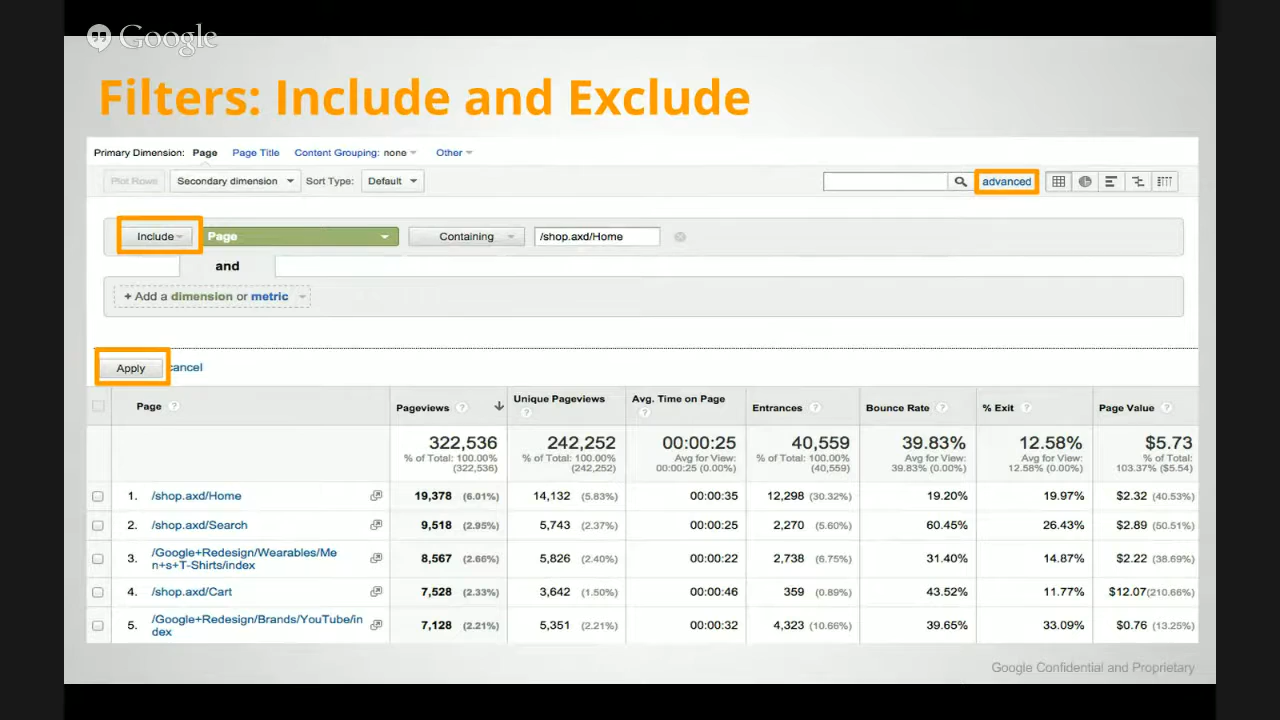 Google
Filters: Include and Exclude
Primary Dimension: Page Page Title Content Grouping: none Other
Plot Rows Secondary dimension Sort Type: Default advanced
Include Page Containing /shop.axd/Home
and
+ Add a dimension or metric
Apply cancel
Page ? Pageviews ? Unique Pageviews ? Avg. Time on Page ? Entrances ? Bounce Rate ? % Exit ? Page Value ?
322,536 242,252 00:00:25 40,559 39.83% 12.58% $5.73
% of Total: 100.00% % of Total: 100.00% Avg for View: % of Total: 100.00% Avg for View: Avg for View: % of Total:
(322,536) (242,252) 00:00:25 (0.00%) (40,559) 39.83% (0.00%) 12.58% (0.00%) 103.37% ($5.54)
1. /shop.axd/Home 19,378 (6.01%) 14,132 (5.83%) 00:00:35 12,298 (30.32%) 19.20% 19.97% $2.32 (40.53%)
2. /shop.axd/Search 9,518 (2.95%) 5,743 (2.37%) 00:00:25 2,270 (5.60%) 60.45% 26.43% $2.89 (50.51%)
3. /Google+Redesign/Wearables/Me
n+s+T-Shirts/index 8,567 (2.66%) 5,826 (2.40%) 00:00:22 2,738 (6.75%) 31.40% 14.87% $2.22 (38.69%)
4. /shop.axd/Cart 7,528 (2.33%) 3,642 (1.50%) 00:00:46 359 (0.89%) 43.52% 11.77% $12.07(210.66%)
5. /Google+Redesign/Brands/YouTube/in
dex 7,128 (2.21%) 5,351 (2.21%) 00:00:32 4,323 (10.66%) 39.65% 33.09% $0.76 (13.25%)
Google Confidential and Proprietary